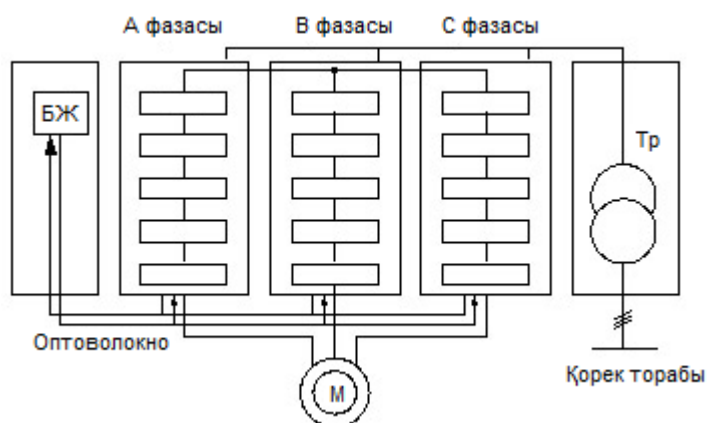 А фазасы
В фазасы
С фазасы
БЖ
Тр
Оптоволокно
Қорек торабы
М